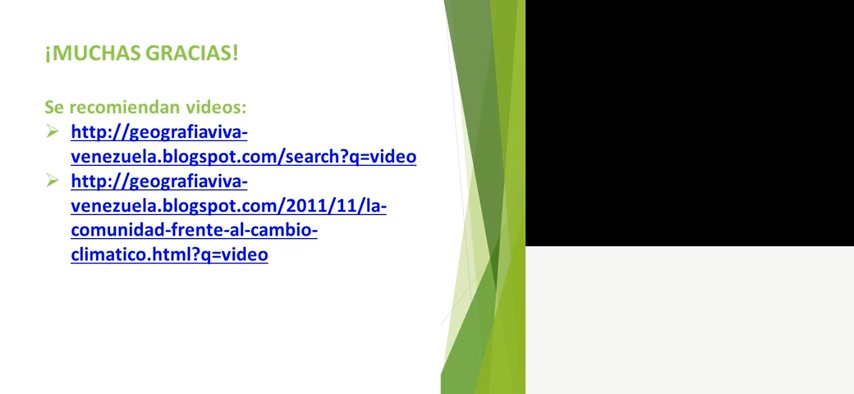 ¡MUCHAS GRACIAS!
Se recomiendan videos:
http://geografiaviva-
venezuela.blogspot.com/search?q=video
http://geografiaviva-
venezuela.blogspot.com/2011/11/la-
comunidad-frente-al-cambio-
climatico.html?q=video